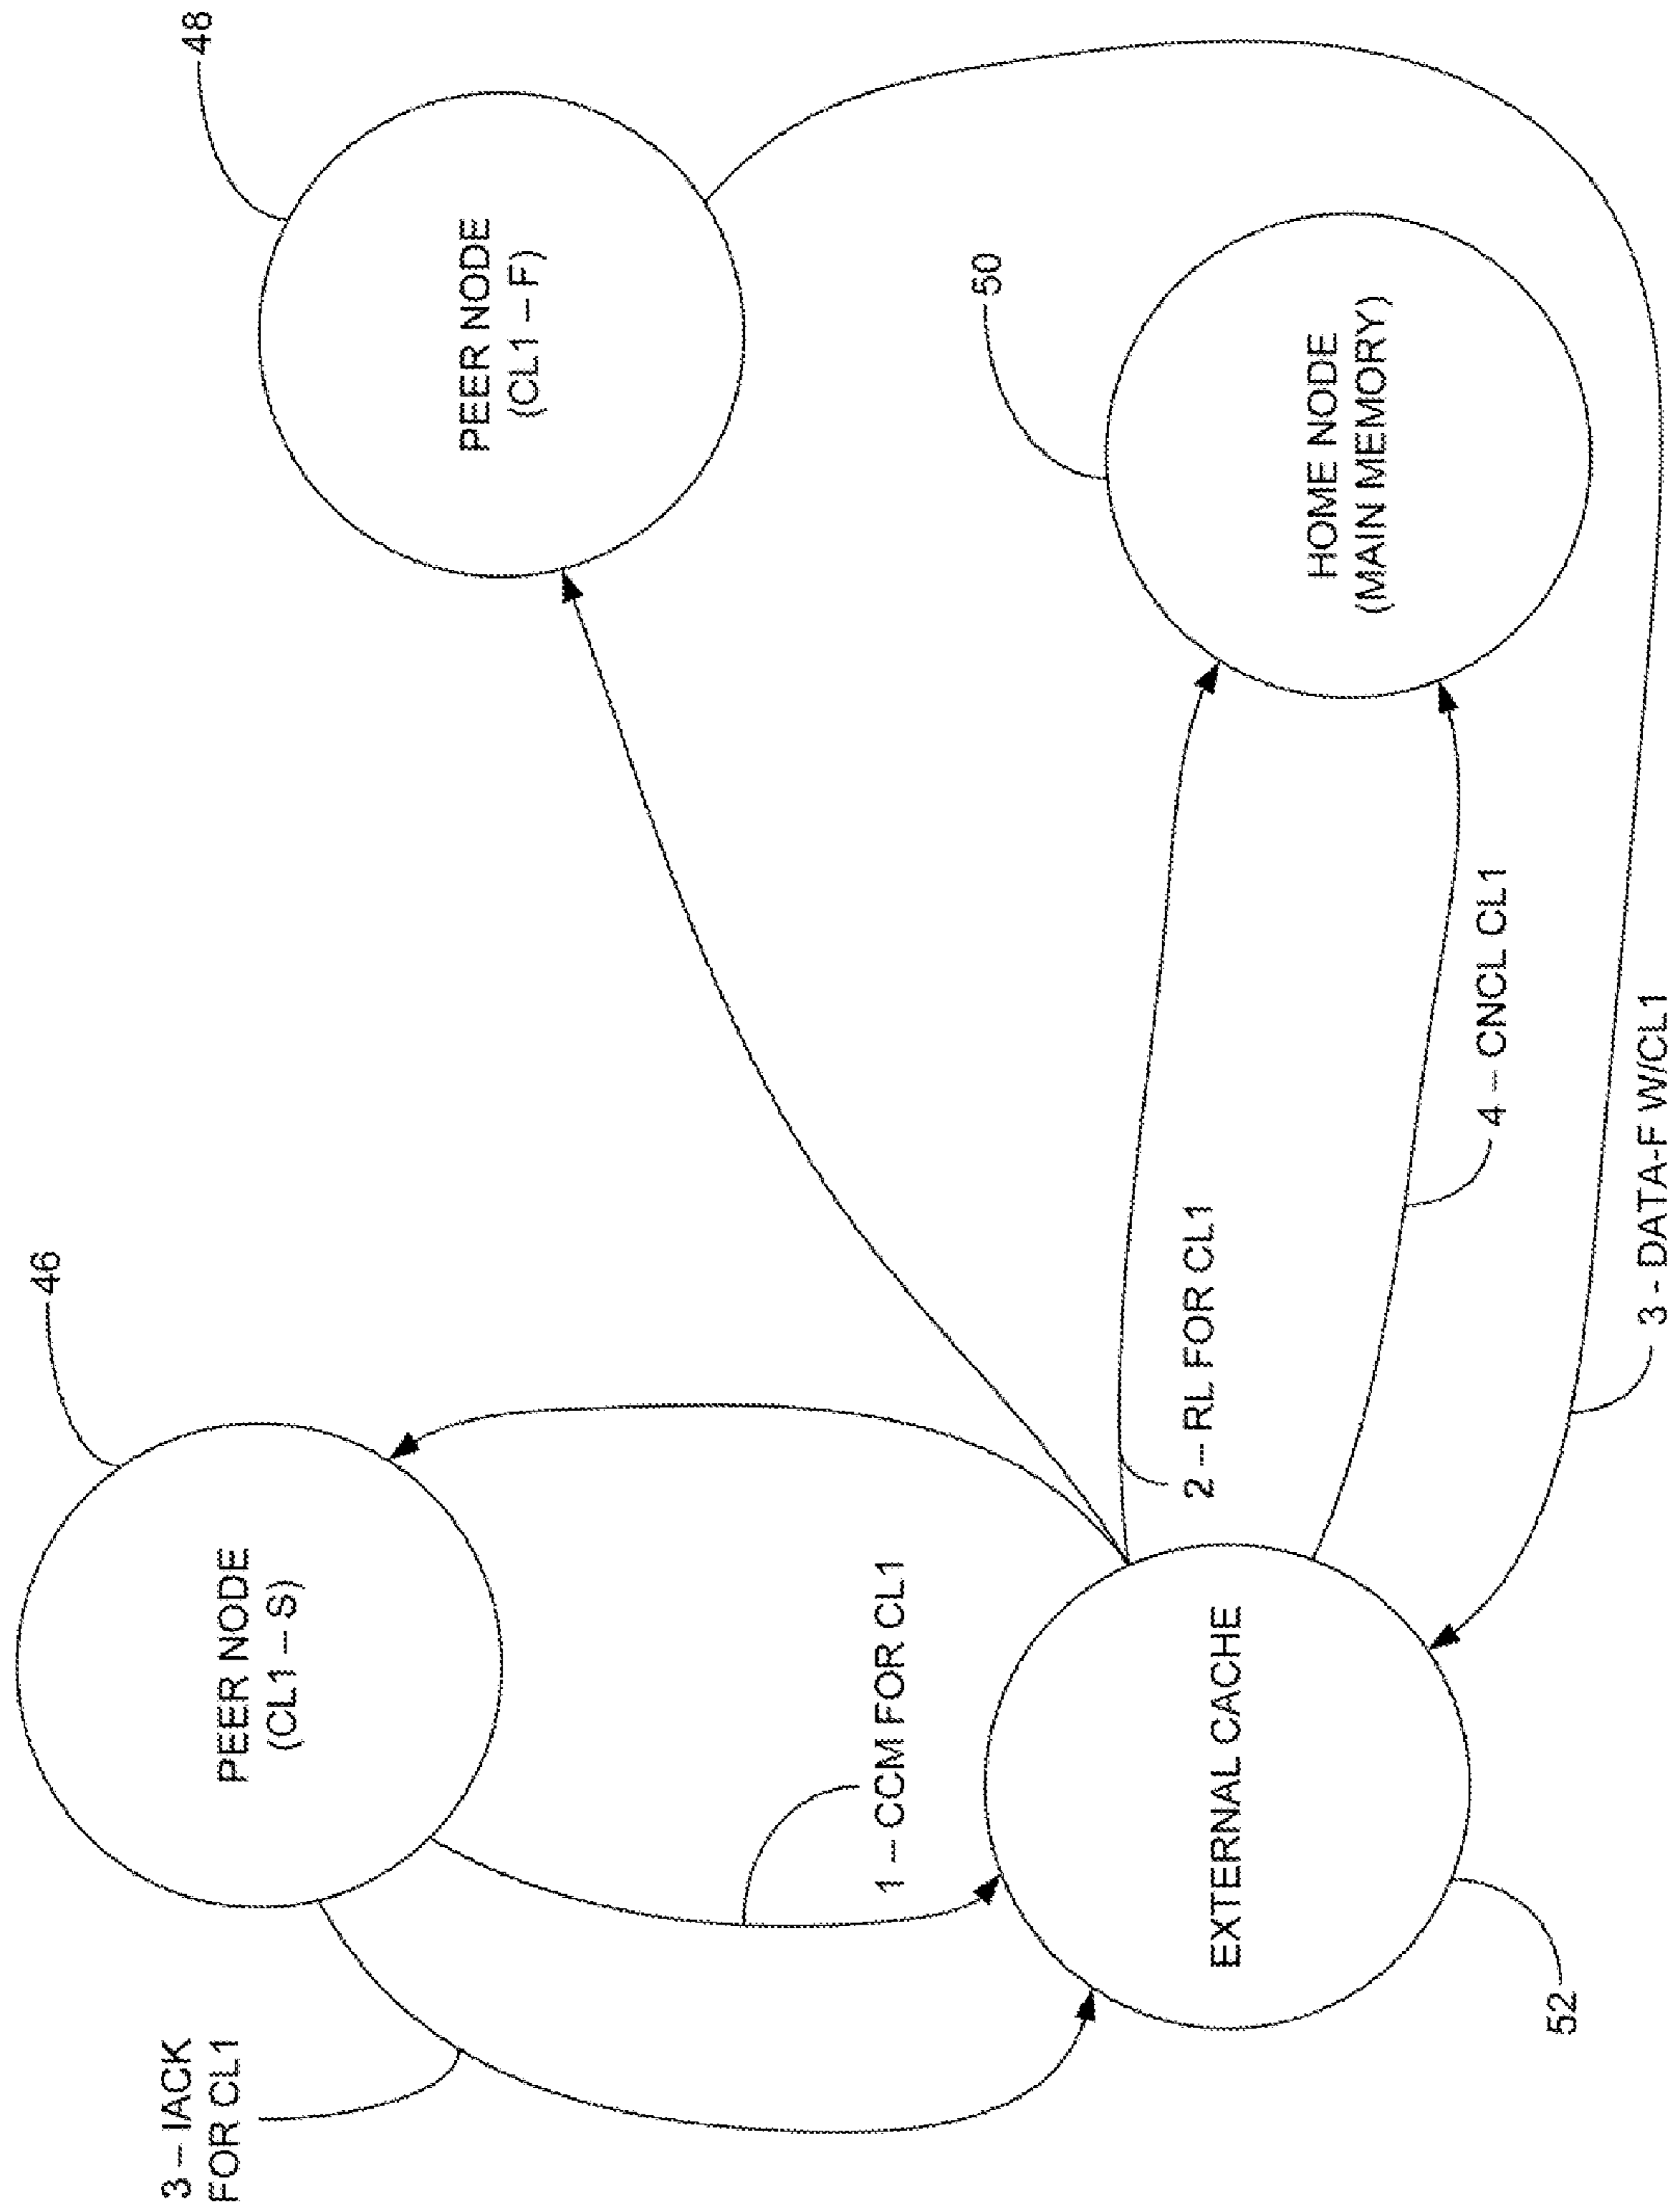 3 – IACK
FOR CL1
46
PEER NODE
(CL1 – S)
48
PEER NODE
(CL1 – F)
1 – CCM FOR CL1
2 – RL FOR CL1
50
HOME NODE
(MAIN MEMORY)
EXTERNAL CACHE
4 – CNCL CL1
52
3 - DATA-F W/CL1